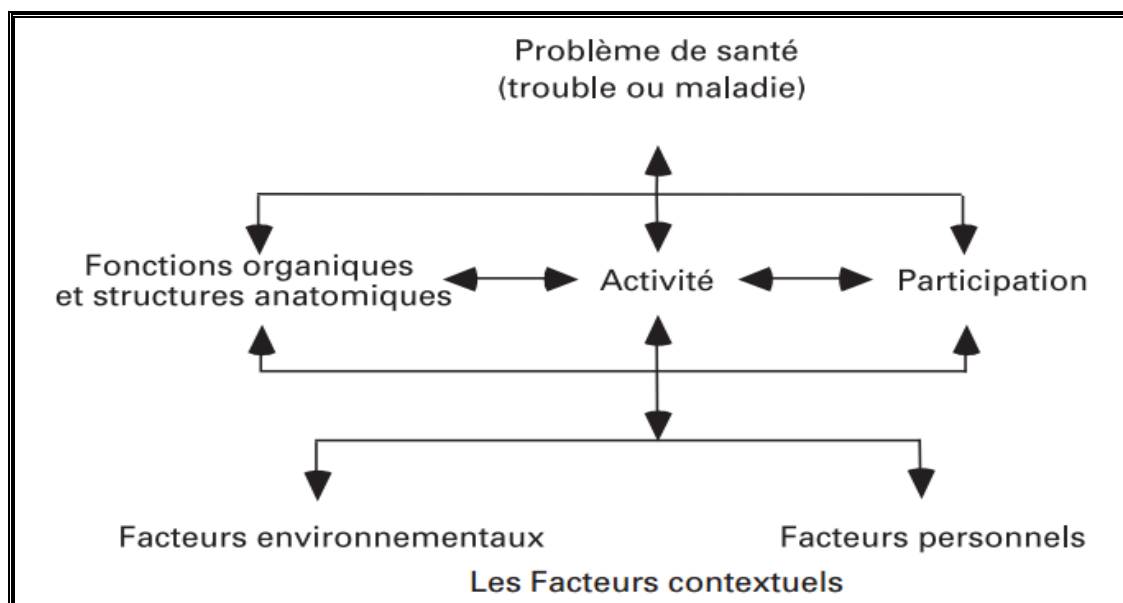 Problème de santé
(trouble ou maladie)
Fonctions organiques
et structures anatomiques
Activité
Participation
Facteurs environnementaux
Facteurs personnels
Les Facteurs contextuels